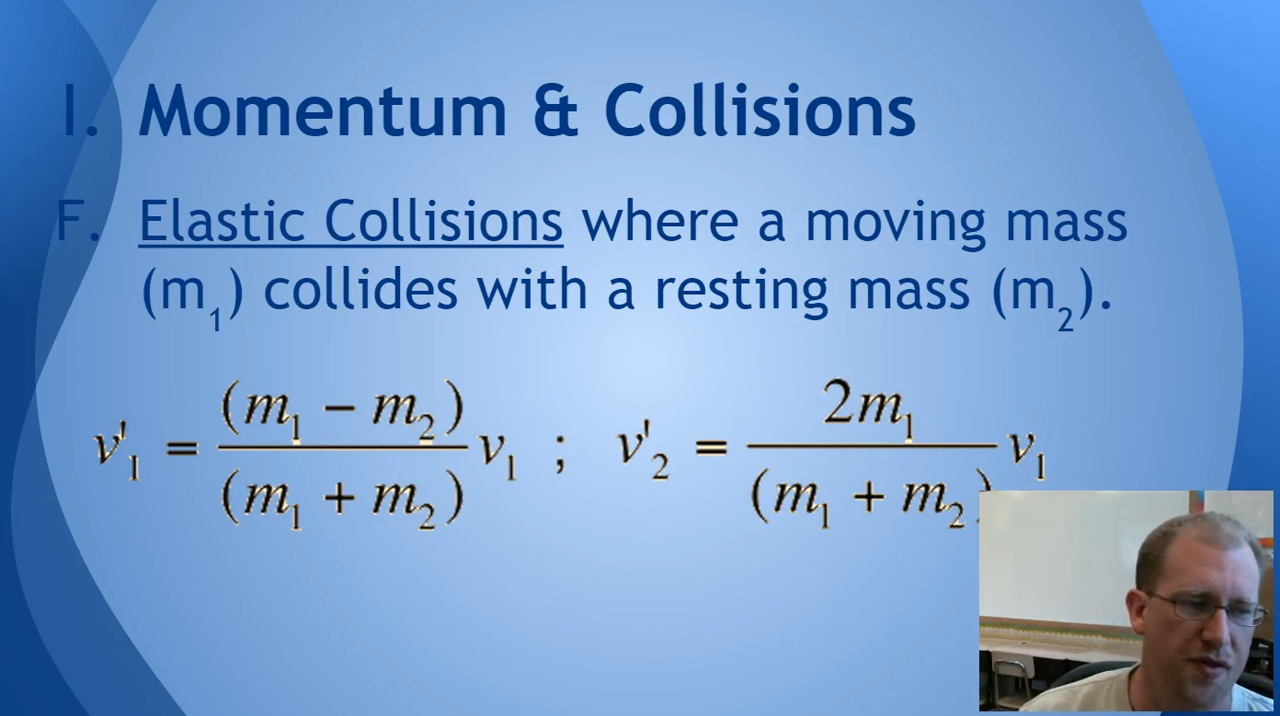 I. Momentum & Collisions
F. Elastic Collisions where a moving mass
(m₁) collides with a resting mass (m₂).
v'₁ = (m₁ − m₂) / (m₁ + m₂) v₁ ; v'₂ = 2m₁ / (m₁ + m₂) v₁